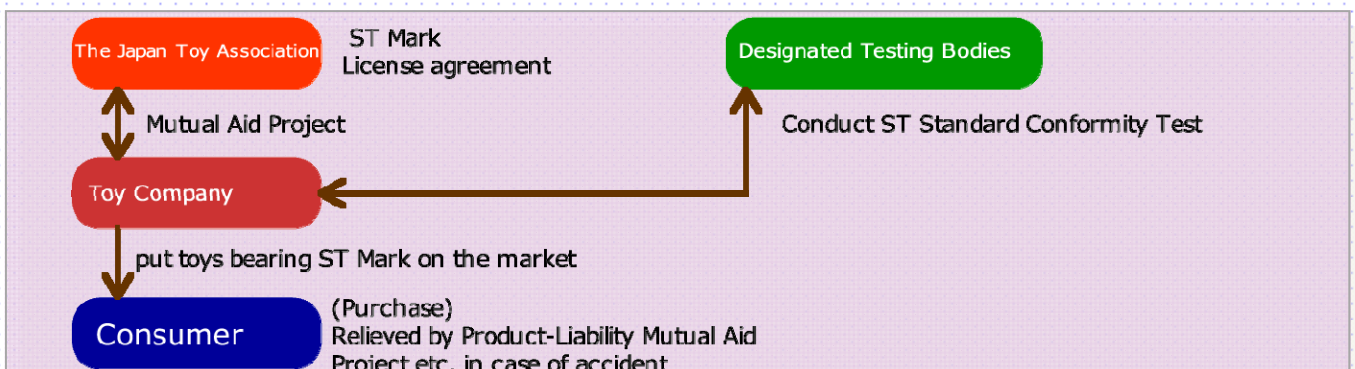 The Japan Toy Association
ST Mark
License agreement
Designated Testing Bodies
Mutual Aid Project
Conduct ST Standard Conformity Test
Toy Company
put toys bearing ST Mark on the market
Consumer
(Purchase)
Relieved by Product-Liability Mutual Aid
Project etc. in case of accident